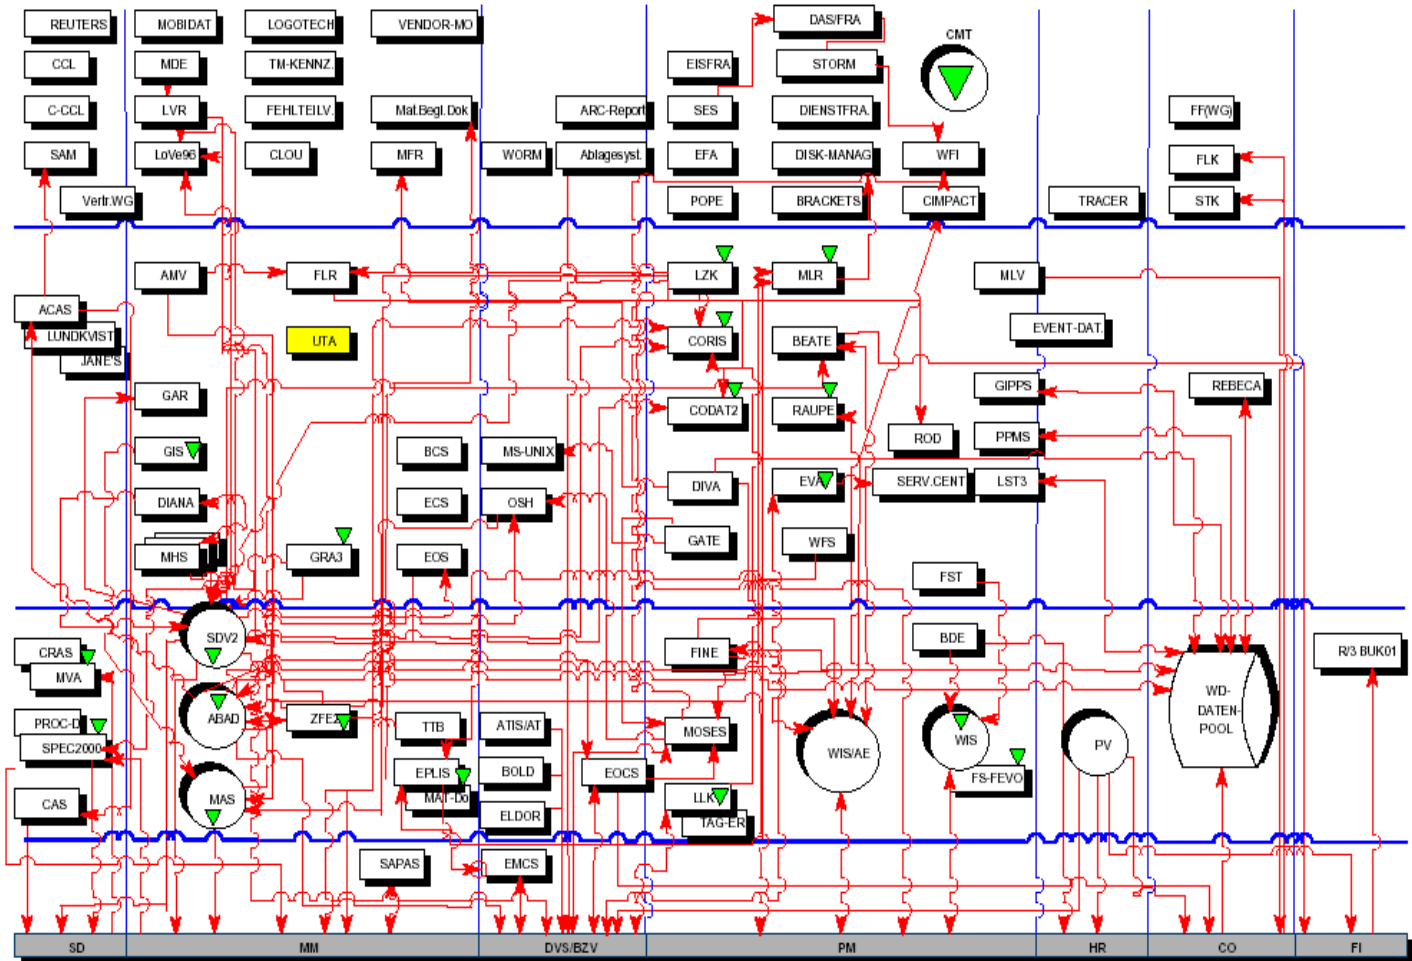 REUTERS
MOBIDAT
LOGOTECH
VENDOR-MO
DAS/FRA
CMT
CCL
MDE
TM-KENNZ.
EISFRA
STORM
C-CCL
LVR
FEHLTEILV.
Mat.Begl.Dok
ARC-Report
SES
DIENSTFRA.
FF(WG)
SAM
LoVe96
CLOU
MFR
WORM
Ablagesyst.
EFA
DISK-MANAG
WFI
FLK
Vertr.WG
POPE
BRACKETS
CIMPACT
TRACER
STK
AMV
FLR
LZK
MLR
MLV
ACAS
LUNDKVIST
JANE'S
UTA
CORIS
BEATE
EVENT-DAT.
GAR
CODAT2
RAUPE
GIPPS
REBECA
GIS
BCS
MS-UNIX
ROD
PPMS
DIANA
ECS
OSH
DIVA
EVA
SERV.CENT
LST3
MHS
GRA3
EOS
GATE
WFS
FST
CRAS
MVA
SDV2
FINE
BDE
R/3 BUK01
PROC-D
SPEC2000
ABAD
ZFE2
TTB
ATIS/AT
MOSES
WIS/AE
WIS
PV
WD-
DATEN-
POOL
CAS
MAS
EPLIS
MAT-Do
BOLD
EOCS
LLK
TAG-ER
FS-FEVO
ELDOR
SAPAS
EMCS
SD
MM
DVS/BZV
PM
HR
CO
FI